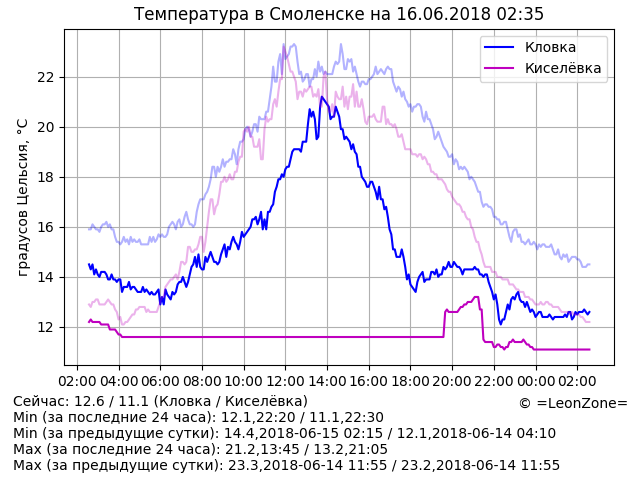 Температура в Смоленске на 16.06.2018 02:35
Кловка
Киселёвка
градусов Цельсия, °C
22
20
18
16
14
12
02:00 04:00 06:00 08:00 10:00 12:00 14:00 16:00 18:00 20:00 22:00 00:00 02:00
Сейчас: 12.6 / 11.1 (Кловка / Киселёвка)
© =LeonZone=
Min (за последние 24 часа): 12.1,22:20 / 11.1,22:30
Min (за предыдущие сутки): 14.4,2018-06-15 02:15 / 12.1,2018-06-14 04:10
Max (за последние 24 часа): 21.2,13:45 / 13.2,21:05
Max (за предыдущие сутки): 23.3,2018-06-14 11:55 / 23.2,2018-06-14 11:55